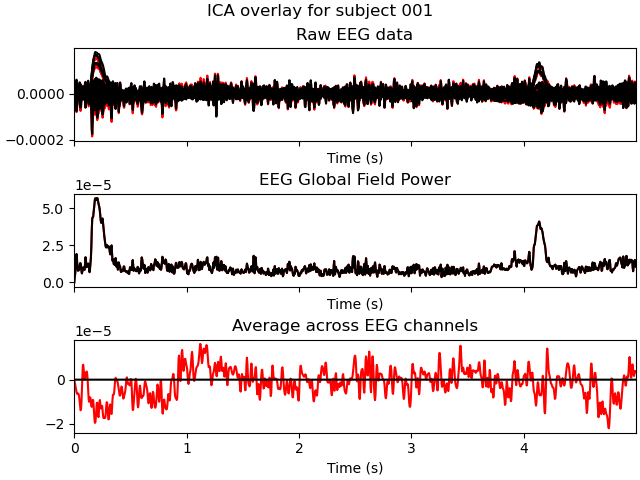 ICA overlay for subject 001
Raw EEG data
0.0000
−0.0002
Time (s)
EEG Global Field Power
1e−5
5.0
2.5
0.0
Time (s)
Average across EEG channels
1e−5
0
−2
0 1 2 3 4
Time (s)